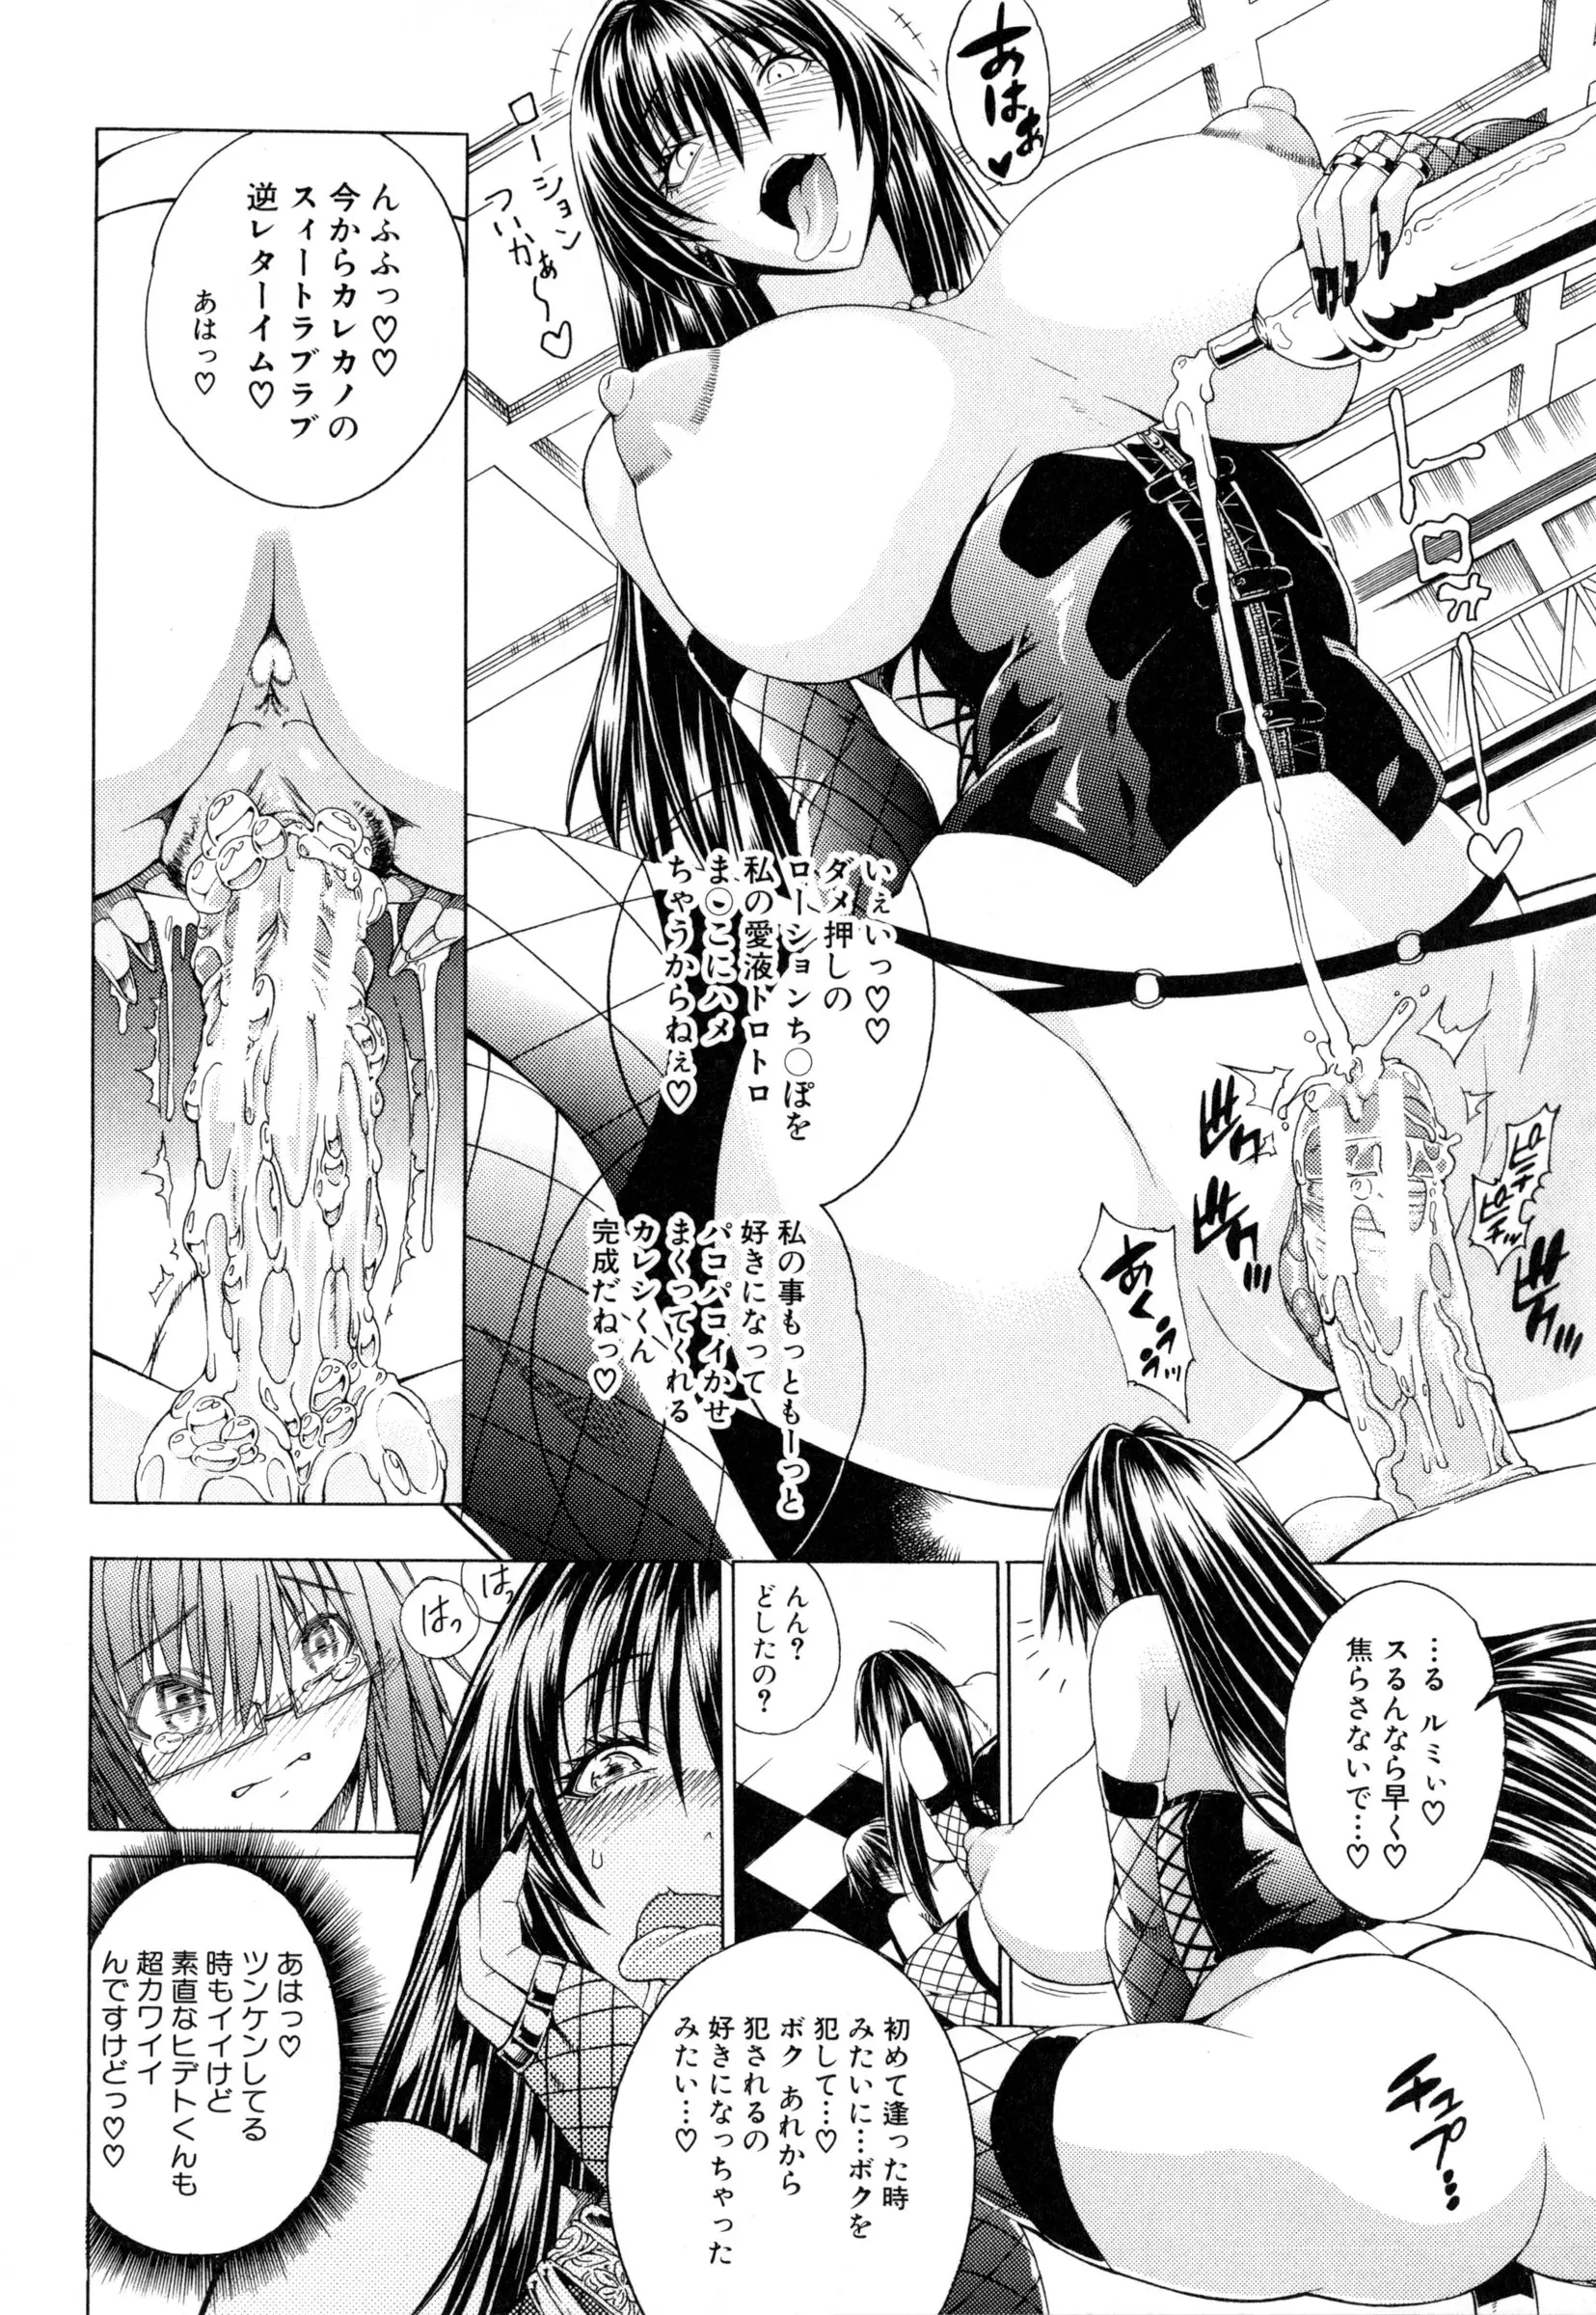 あはぁ♡
ローション
ついかぁ〜♡
トロォーー♡
いぇいっ♡♡
ダメ押しの
ローションち○ぽを
私の愛液トロトロ
ま○こにハメ
ちゃうからねぇ♡
私の事もっともーっと
好きになって
パコパコイかせ
まくってくれる
カレシくん
完成だねっ♡
あくぅぅっ
んふふっ♡♡
今からカレカノの
スィートラブラブ
逆レターイム♡
あはっ♡
…る ルミぃ♡
スるんなら早く♡
焦らさないで…♡
チュプ…
んん？
どしたの？
初めて逢った時
みたいに…ボクを
犯して…♡
ボク あれから
犯されるの
好きになっちゃった
みたい…♡
はっ
はっ
あはっ♡
ツンケンしてる
時もイイけど
素直なヒデトくんも
超カワイイ
んですけどっ♡♡